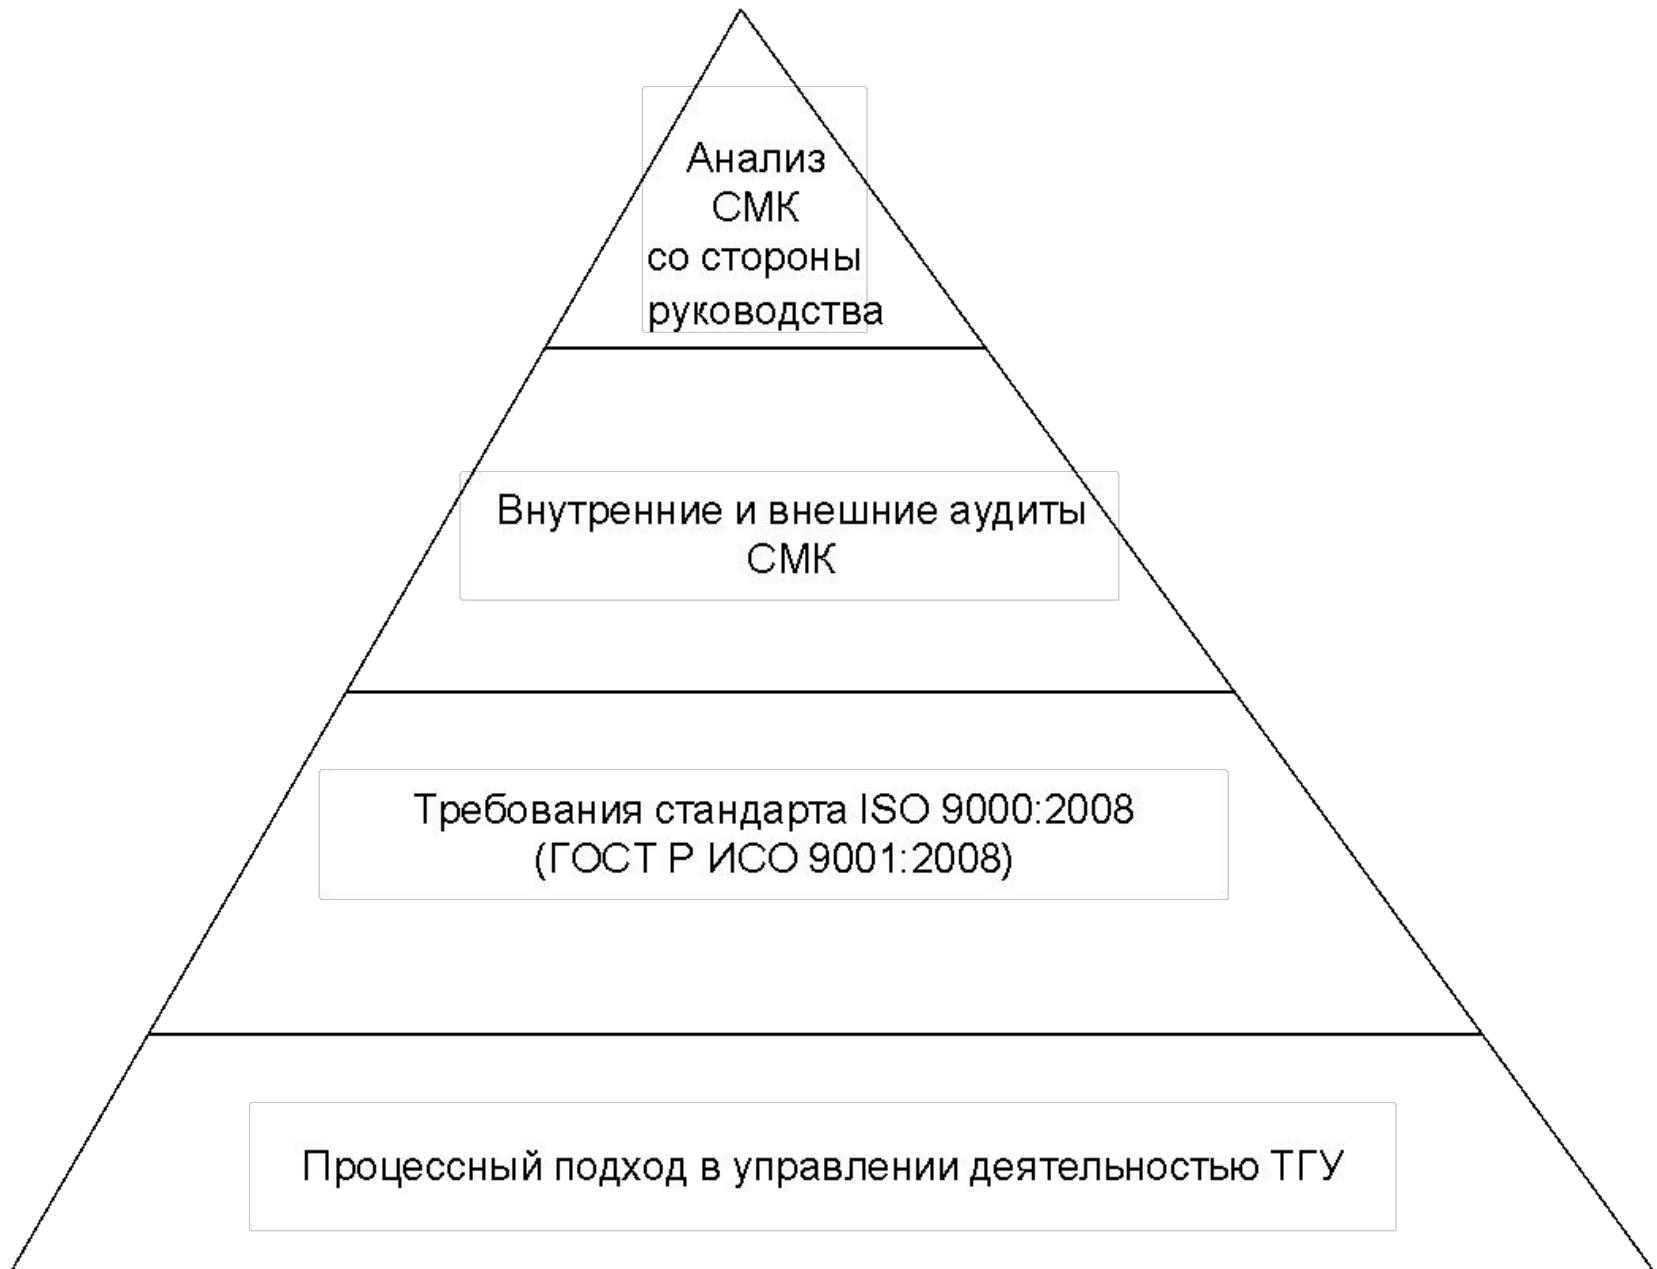 Анализ
СМК
со стороны
руководства
Внутренние и внешние аудиты
СМК
Требования стандарта ISO 9000:2008
(ГОСТ Р ИСО 9001:2008)
Процессный подход в управлении деятельностью ТГУ